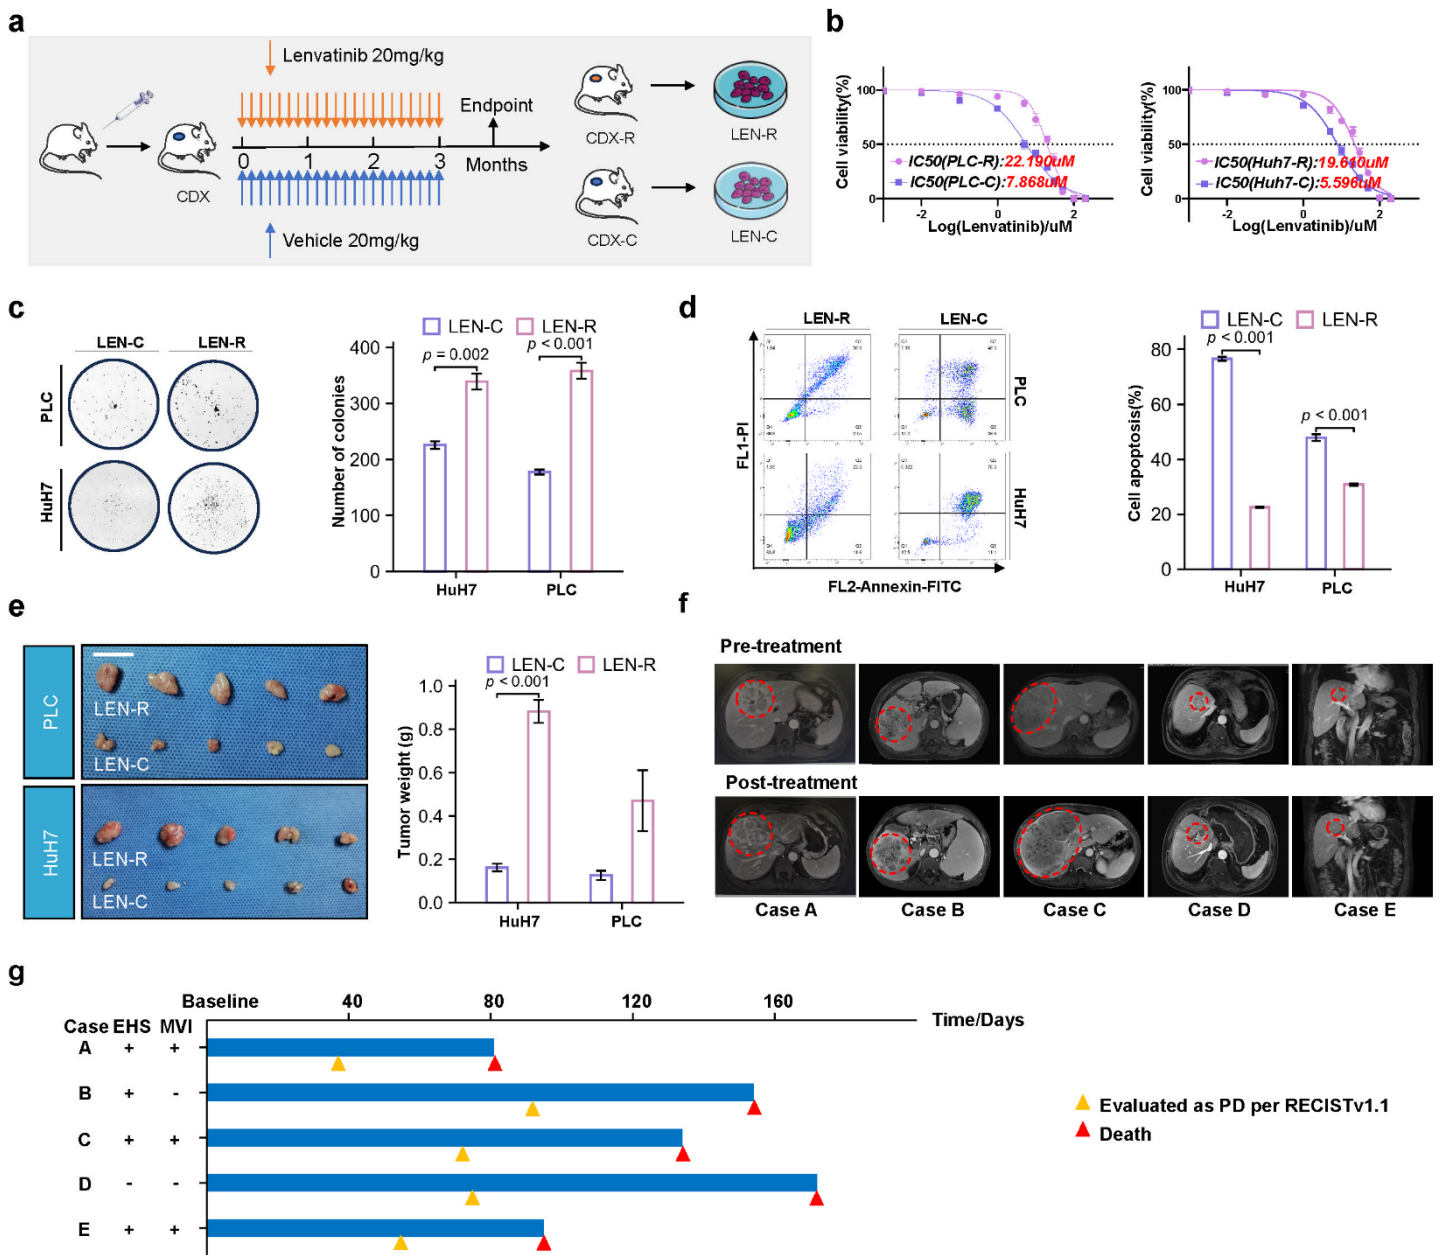 a
Lenvatinib 20mg/kg
Endpoint
0 1 2 3
Months
Vehicle 20mg/kg
CDX
CDX-R
LEN-R
CDX-C
LEN-C
b
Cell viability(%)
100
50
0
IC50(PLC-R):22.190uM
IC50(PLC-C):7.868uM
-2 0 2
Log(Lenvatinib)/uM
Cell viability(%)
100
50
0
IC50(Huh7-R):19.610uM
IC50(Huh7-C):5.596uM
-2 0 2
Log(Lenvatinib)/uM
c
LEN-C LEN-R
PLC
HuH7
LEN-C LEN-R
Number of colonies
400
300
200
100
0
p = 0.002
p < 0.001
HuH7 PLC
d
LEN-R LEN-C
PLC
HuH7
FL1-PI
FL2-Annexin-FITC
LEN-C LEN-R
Cell apoptosis(%)
80
60
40
20
0
p < 0.001
p < 0.001
HuH7 PLC
e
PLC
LEN-R
LEN-C
HuH7
LEN-R
LEN-C
LEN-C LEN-R
Tumor weight (g)
1.0
0.8
0.6
0.4
0.2
0.0
p < 0.001
HuH7 PLC
f
Pre-treatment
Post-treatment
Case A Case B Case C Case D Case E
g
Baseline 40 80 120 160
Time/Days
Case EHS MVI
A + +
B + -
C + +
D - -
E + +
Evaluated as PD per RECISTv1.1
Death